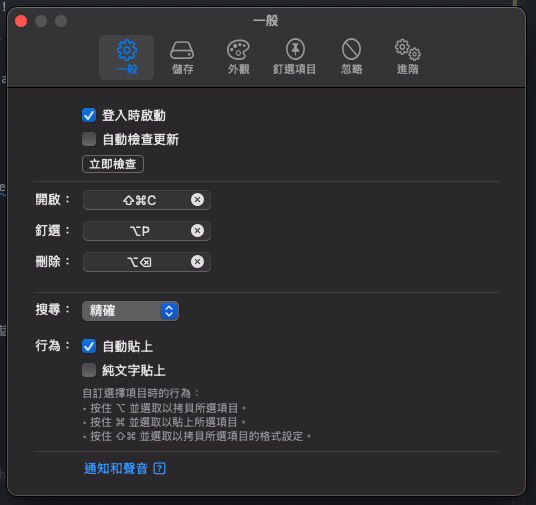 一般
一般
儲存
外觀
釘選項目
忽略
進階
登入時啟動
自動檢查更新
立即檢查
開啟： ⇧⌘C
釘選： ⌥P
刪除： ⌥⌫
搜尋： 精確
行為： 自動貼上
純文字貼上
自訂選擇項目時的行為：
• 按住 ⌥ 並選取以拷貝所選項目。
• 按住 ⌘ 並選取以貼上所選項目。
• 按住 ⇧⌘ 並選取以拷貝所選項目的格式設定。
通知和聲音 ?